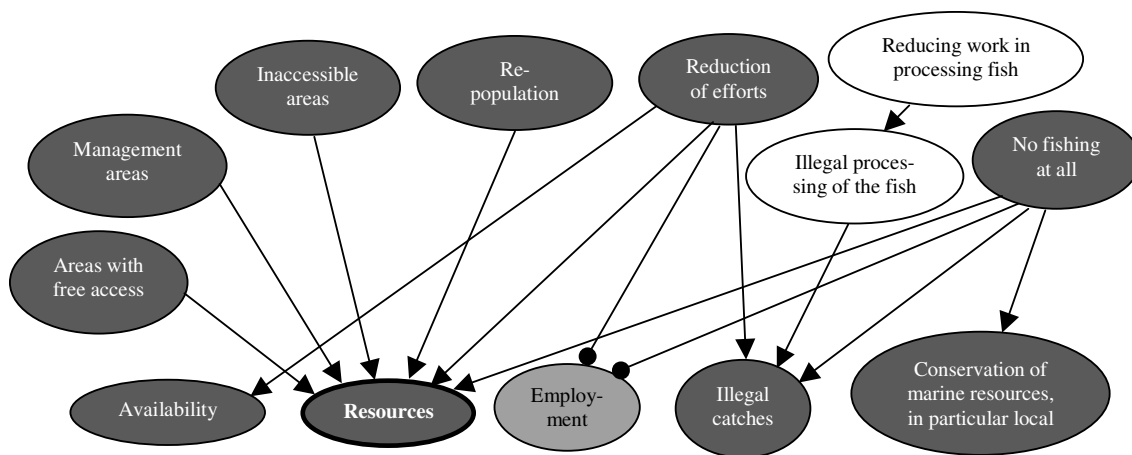 Inaccessible
areas
Re-
population
Reduction
of efforts
Reducing work in
processing fish
Management
areas
Illegal proces-
sing of the fish
No fishing
at all
Areas with
free access
Availability
Resources
Employ-
ment
Illegal
catches
Conservation of
marine resources,
in particular local